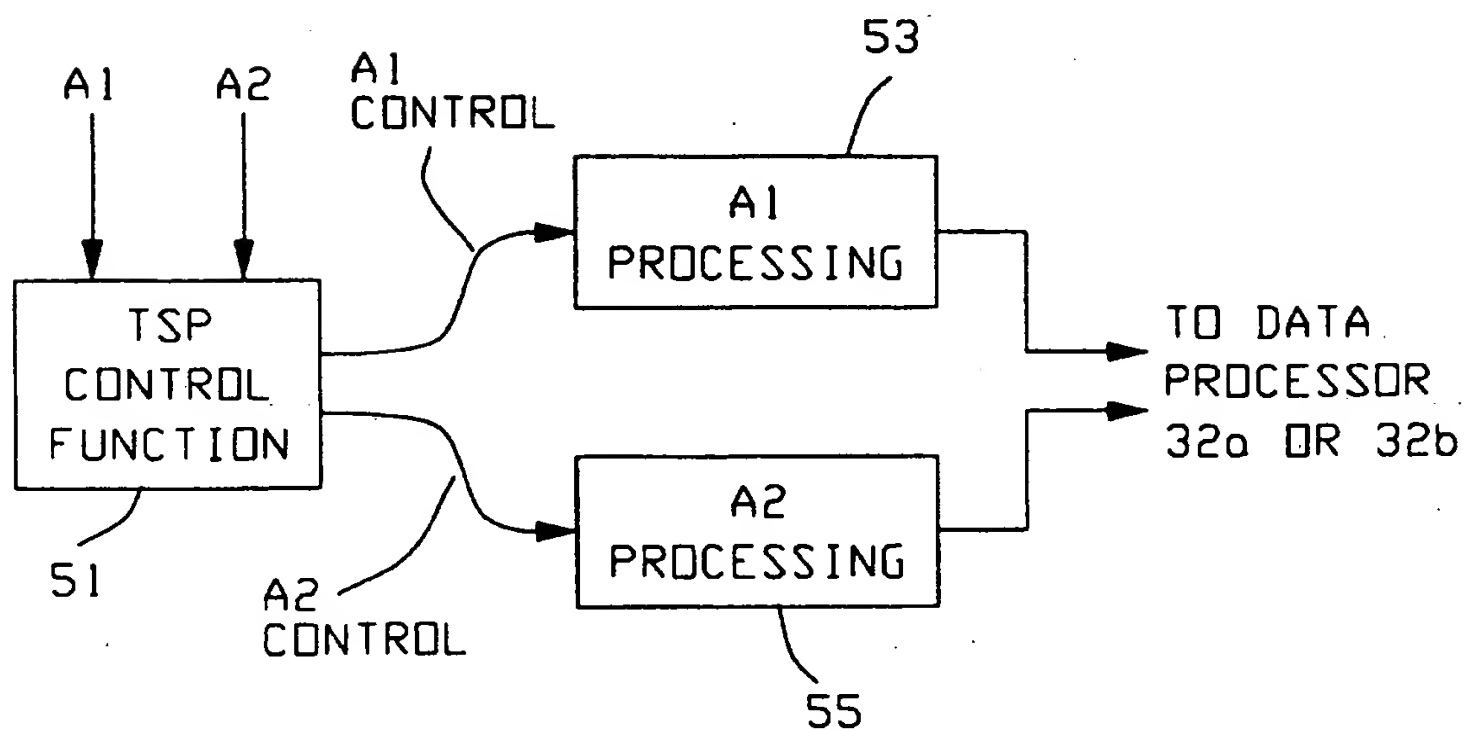 53
A1 A2
A1
CONTROL
A1
PROCESSING
TSP
CONTROL
FUNCTION
TO DATA
PROCESSOR
32a OR 32b
A2
PROCESSING
51
A2
CONTROL
55